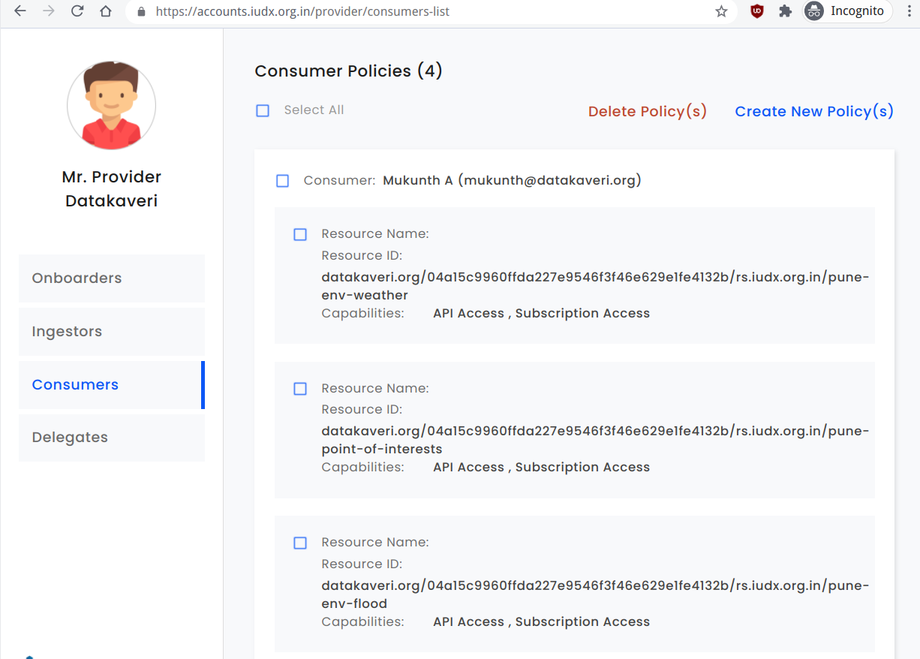 https://accounts.iudx.org.in/provider/consumers-list
Incognito
Mr. Provider
Datakaveri
Onboarders
Ingestors
Consumers
Delegates
Consumer Policies (4)
Select All
Delete Policy(s)
Create New Policy(s)
Consumer: Mukunth A (mukunth@datakaveri.org)
Resource Name:
Resource ID:
datakaveri.org/04a15c9960ffda227e9546f3f46e629e1fe4132b/rs.iudx.org.in/pune-
env-weather
Capabilities: API Access , Subscription Access
Resource Name:
Resource ID:
datakaveri.org/04a15c9960ffda227e9546f3f46e629e1fe4132b/rs.iudx.org.in/pune-
point-of-interests
Capabilities: API Access , Subscription Access
Resource Name:
Resource ID:
datakaveri.org/04a15c9960ffda227e9546f3f46e629e1fe4132b/rs.iudx.org.in/pune-
env-flood
Capabilities: API Access , Subscription Access